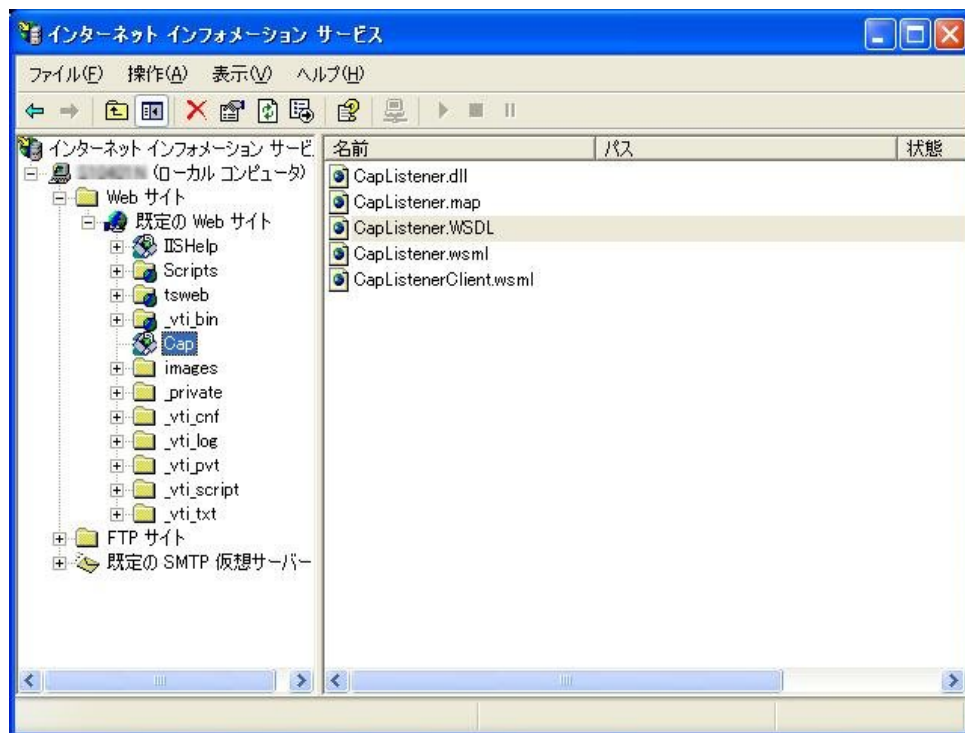 インターネット インフォメーション サービス
ファイル(F) 操作(A) 表示(V) ヘルプ(H)
インターネット インフォメーション サービ
(ローカル コンピュータ)
Web サイト
既定の Web サイト
IISHelp
Scripts
tsweb
_vti_bin
Cap
images
_private
_vti_cnf
_vti_log
_vti_pvt
_vti_script
_vti_txt
FTP サイト
既定の SMTP 仮想サーバー
名前 パス 状態
CapListener.dll
CapListener.map
CapListener.WSDL
CapListener.wsml
CapListenerClient.wsml